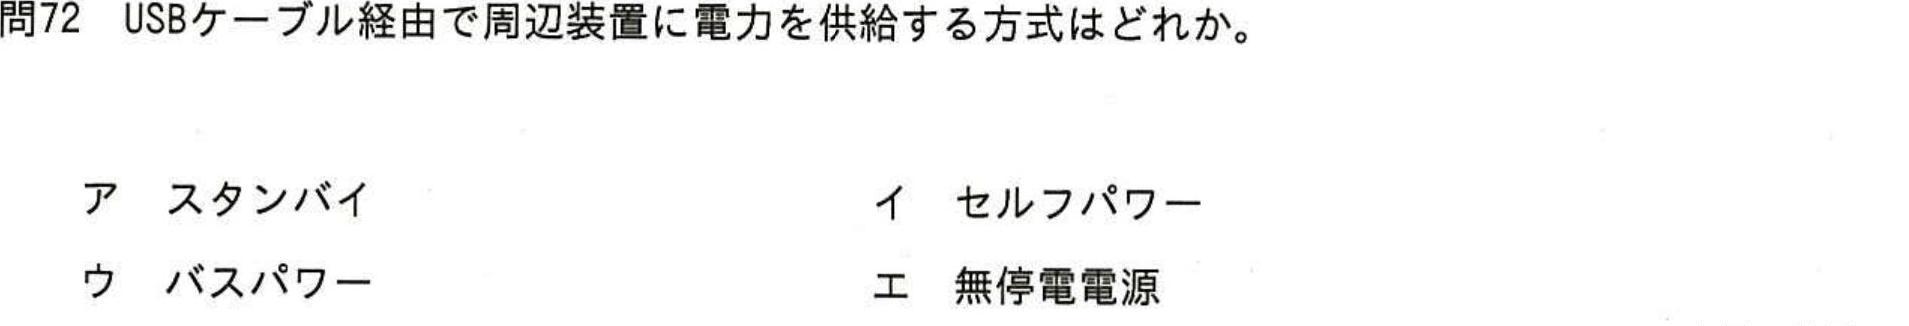 問72　USBケーブル経由で周辺装置に電力を供給する方式はどれか。
ア　スタンバイ　　イ　セルフパワー
ウ　バスパワー　　エ　無停電電源